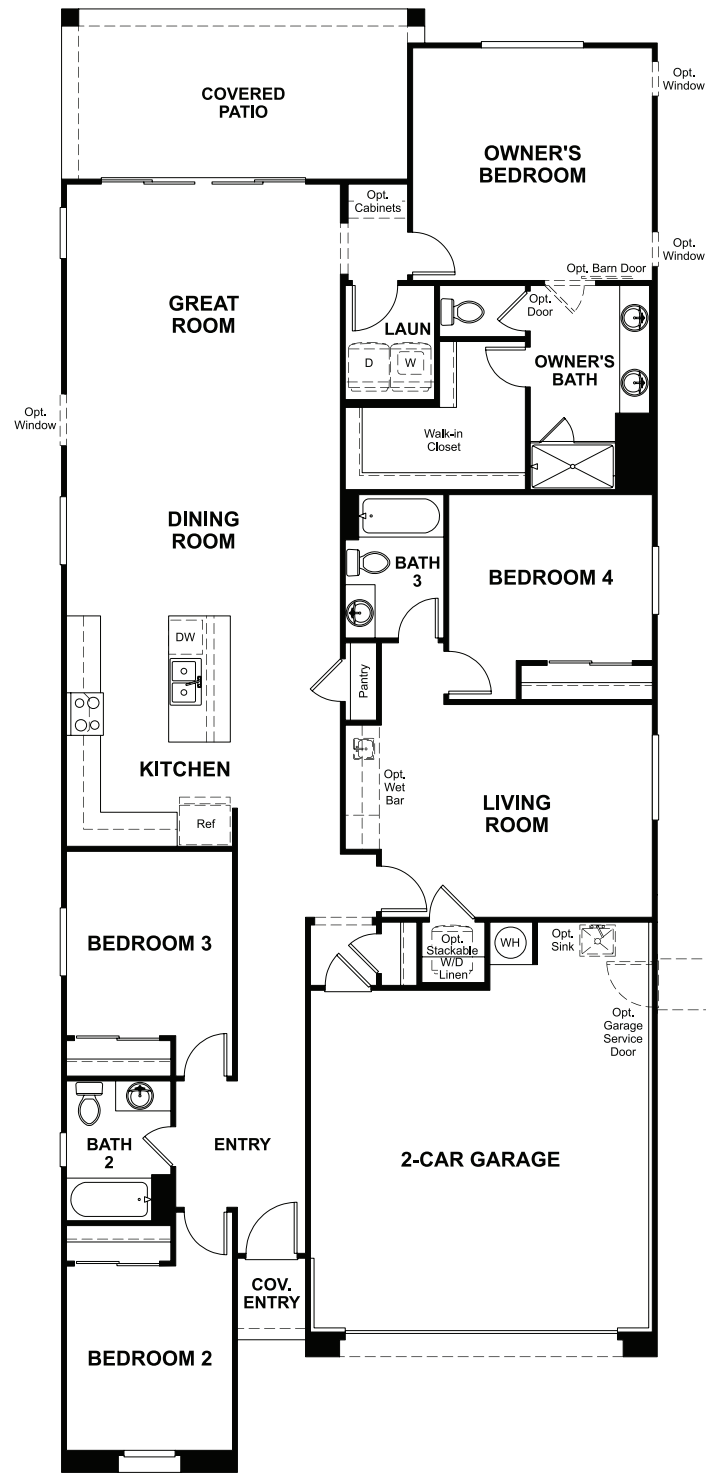 COVERED
PATIO
Opt.
Window
OWNER'S
BEDROOM
Opt.
Cabinets
Opt.
Window
Opt. Barn Door
GREAT
ROOM
LAUN
Opt.
Door
D
W
OWNER'S
BATH
Opt.
Window
Walk-in
Closet
DINING
ROOM
BATH
3
BEDROOM 4
DW
Pantry
KITCHEN
Opt.
Wet
Bar
LIVING
ROOM
Ref
BEDROOM 3
Opt.
Stackable
W/D
Linen
WH
Opt.
Sink
Opt.
Garage
Service
Door
BATH
2
ENTRY
2-CAR GARAGE
COV.
ENTRY
BEDROOM 2